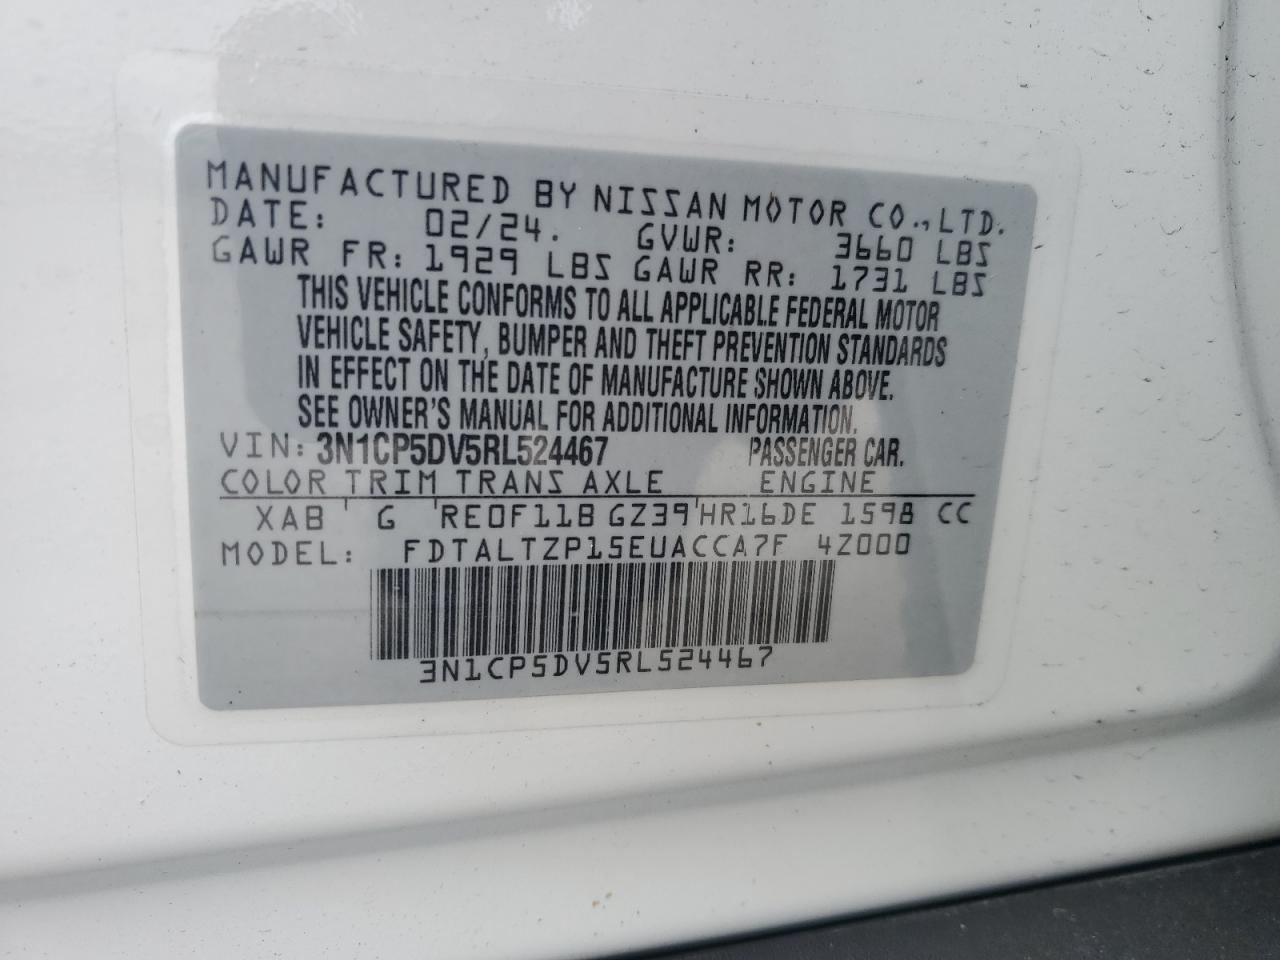 MANUFACTURED BY NISSAN MOTOR CO.,LTD.
DATE: 02/24. GVWR: 3660 LBS
GAWR FR: 1929 LBS GAWR RR: 1731 LBS
THIS VEHICLE CONFORMS TO ALL APPLICABLE FEDERAL MOTOR
VEHICLE SAFETY, BUMPER AND THEFT PREVENTION STANDARDS
IN EFFECT ON THE DATE OF MANUFACTURE SHOWN ABOVE.
SEE OWNER'S MANUAL FOR ADDITIONAL INFORMATION.
VIN: 3N1CP5DV5RL524467 PASSENGER CAR.
COLOR TRIM TRANS AXLE ENGINE
XAB ' G 'RE0F11B GZ39'HR16DE 1598 CC
MODEL: FDTALTZP15EUACCA7F 4Z000
3N1CP5DV5RL524467